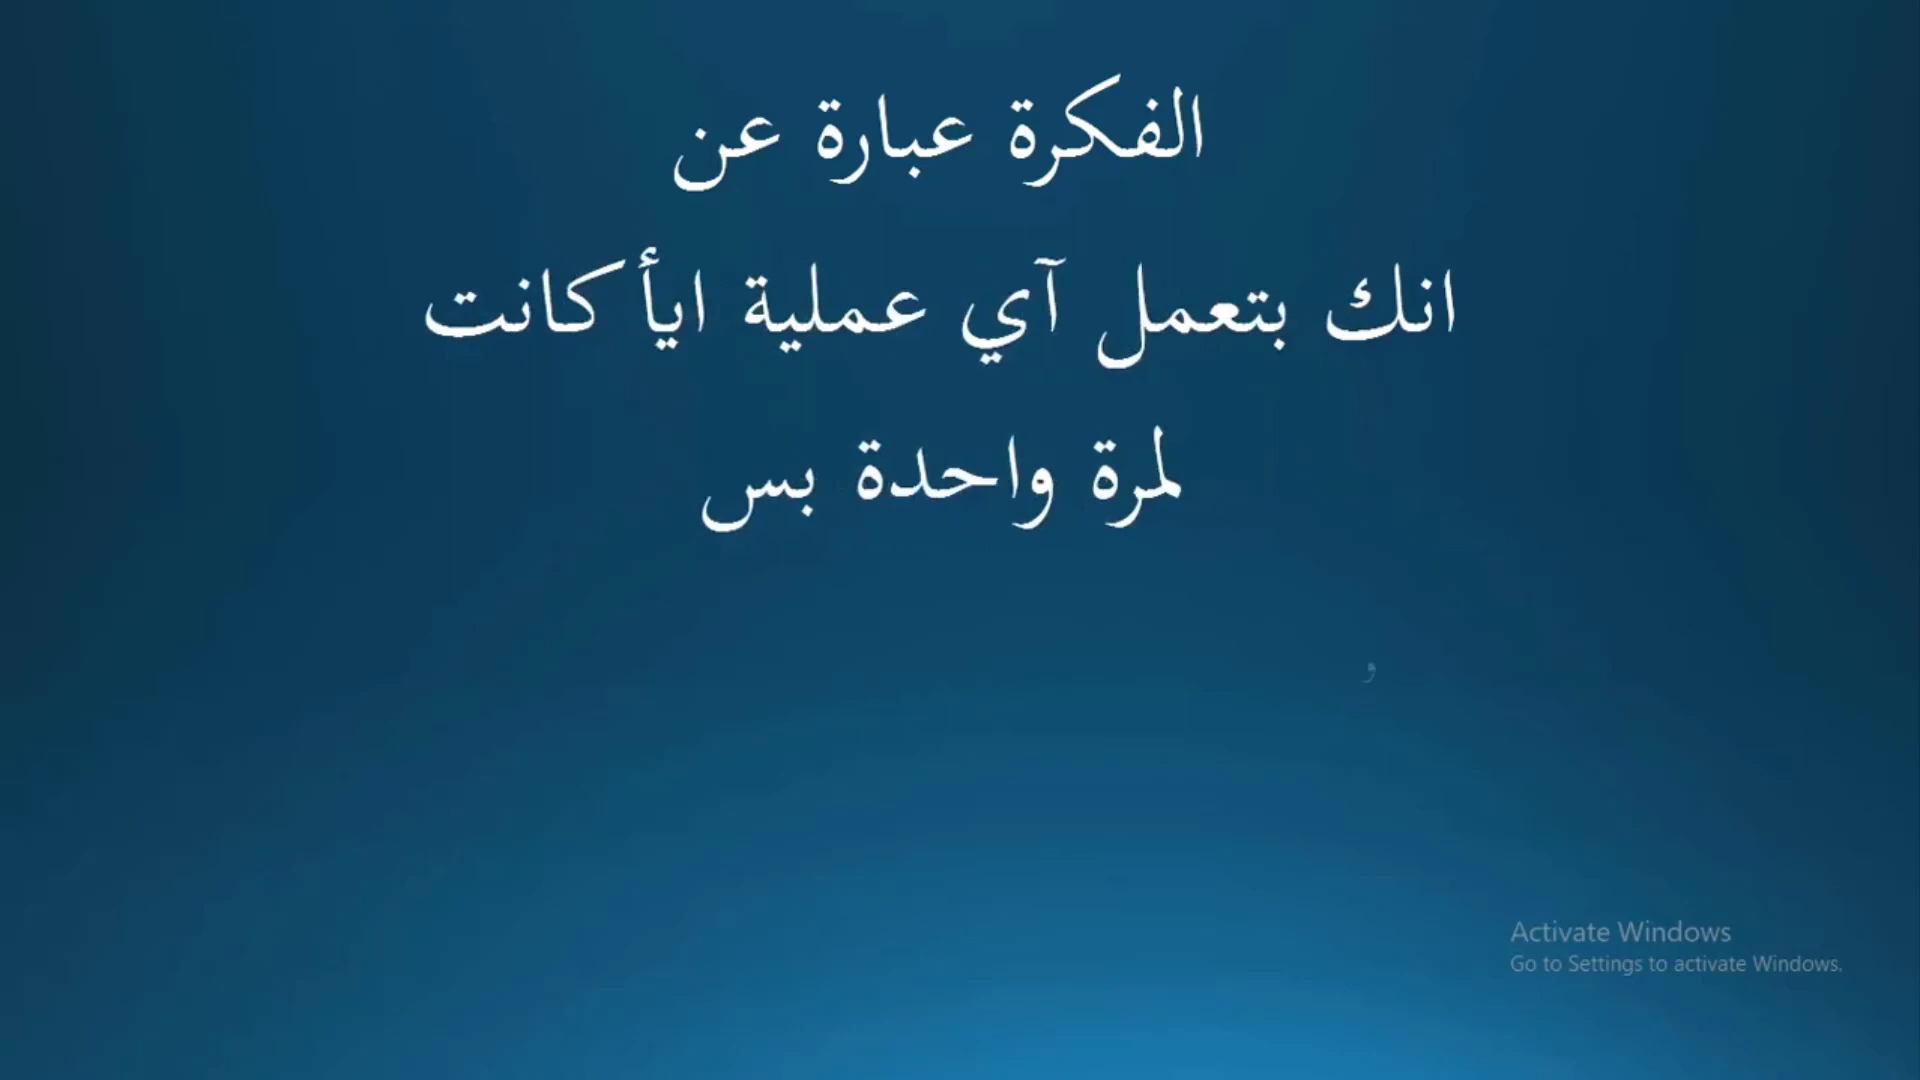 الفكرة عبارة عن
انك بتعمل آي عملية ايأ كانت
لمرة واحدة بس
و
Activate Windows
Go to Settings to activate Windows.